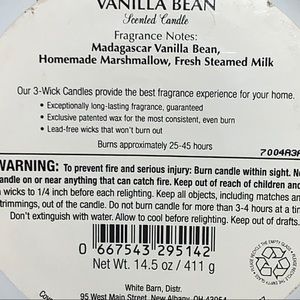 VANILLA BEAN
Scented Candle
Fragrance Notes:
Madagascar Vanilla Bean,
Homemade Marshmallow, Fresh Steamed Milk
Our 3-Wick Candles provides the best fragrance experience for your home.
• Exceptionally long-lasting fragrance, guaranteed
• Exclusive patented wax for the most consistent, even burn
• Lead-free wicks that won't burn out
Burns approximately 25-45 hours
7004A3A
WARNING: To prevent fire and serious injury: Burn candle within sight.
candle on or near anything that can catch fire. Keep out of reach of children and
wicks to 1/4 inch before each relighting. Keep all objects, including matches and
trimmings, out of the candle. Do not burn candle for more than 3-4 hours at a
Don't extinguish with water. Allow to cool before relighting. Keep out of drafts.
0 667543 295142
Net Wt. 14.5 oz / 411 g
White Barn, Distr.
95 West Main Street, New Albany, OH 43054